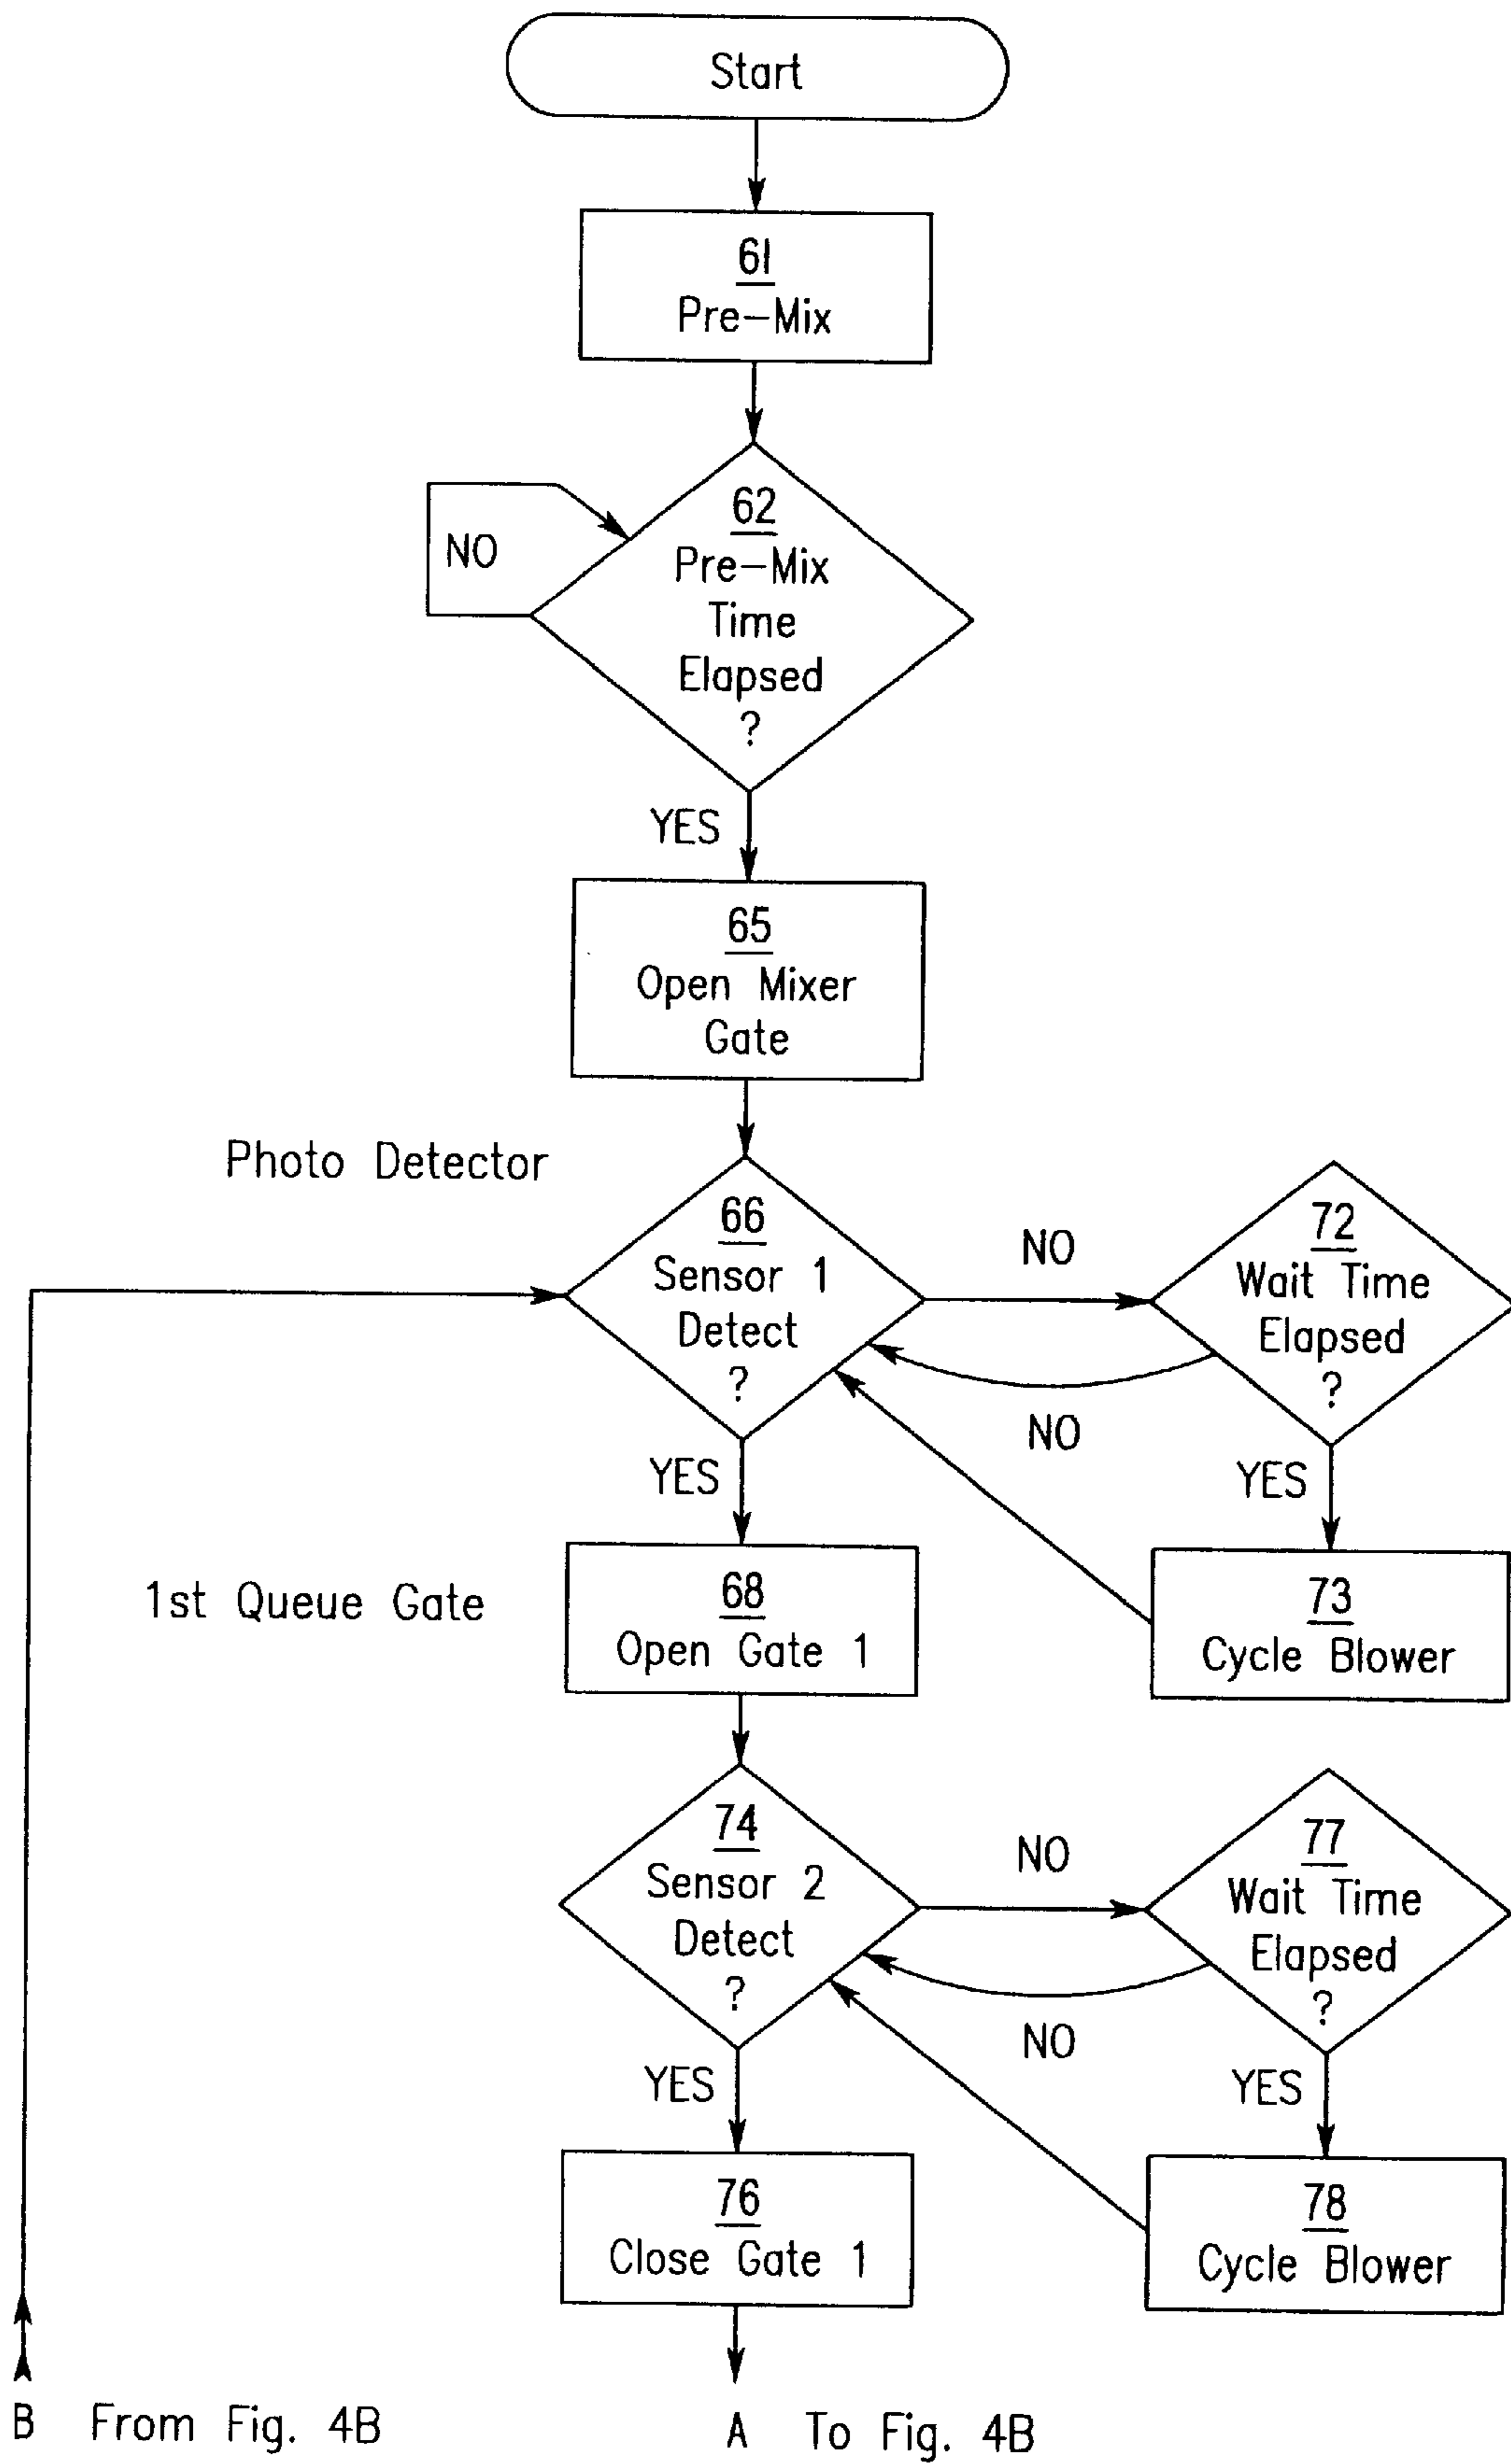 Start
61
Pre-Mix
62
Pre-Mix
Time
Elapsed
?
NO
YES
65
Open Mixer
Gate
Photo Detector
66
Sensor 1
Detect
?
NO
72
Wait Time
Elapsed
?
NO
YES
YES
1st Queue Gate
68
Open Gate 1
73
Cycle Blower
74
Sensor 2
Detect
?
NO
77
Wait Time
Elapsed
?
NO
YES
YES
76
Close Gate 1
78
Cycle Blower
B From Fig. 4B
A To Fig. 4B